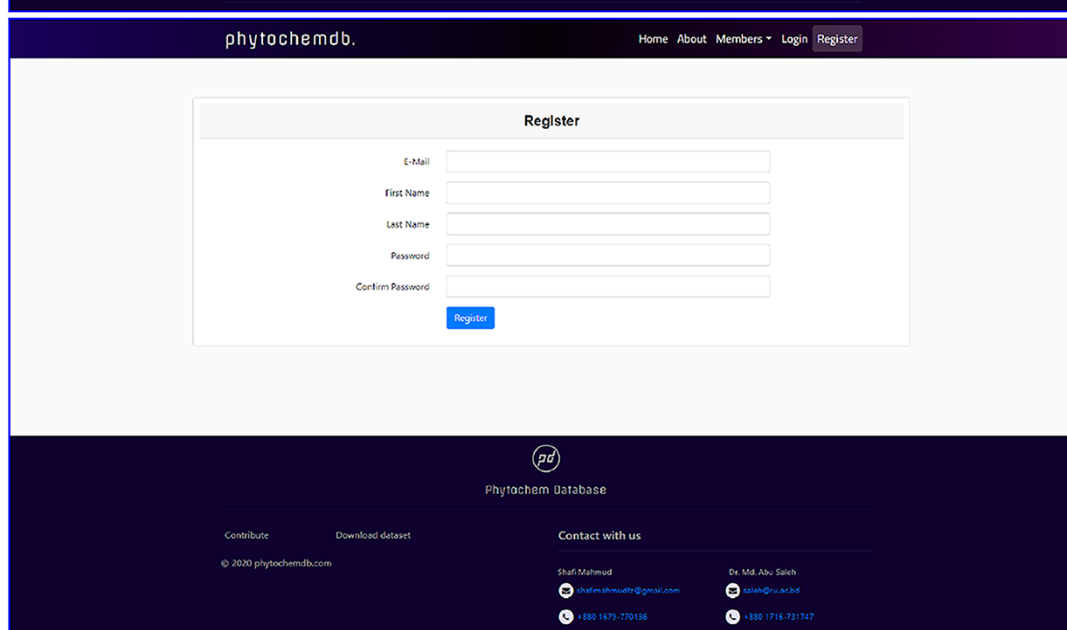 phytochemdb.
Home About Members Login Register
Register
E-Mail
First Name
Last Name
Password
Confirm Password
Register
pd
Phytochem Database
Contribute Download dataset
Contact with us
© 2020 phytochemdb.com
Shafi Mahmud Dr. Md. Abu Saleh
shafimahmudfz@gmail.com saleh@ru.ac.bd
+880 1679-770136 +880 1716-731747